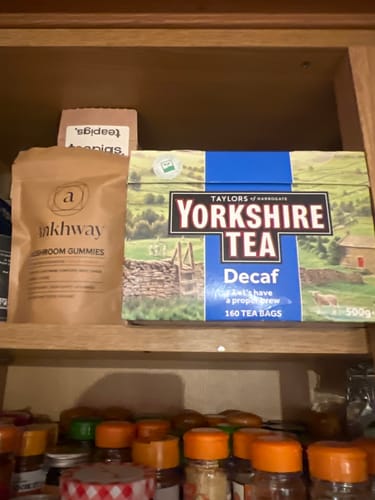 teapigs.
teapigs.
a
ankhway
MUSHROOM GUMMIES
TAYLORS of HARROGATE
YORKSHIRE
TEA
Decaf
Let's have
a proper brew
160 TEA BAGS
500g